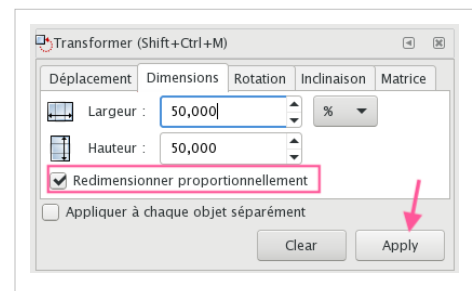 Transformer (Shift+Ctrl+M)
Déplacement Dimensions Rotation Inclinaison Matrice
Largeur : 50,000 %
Hauteur : 50,000
Redimensionner proportionnellement
Appliquer à chaque objet séparément
Clear Apply